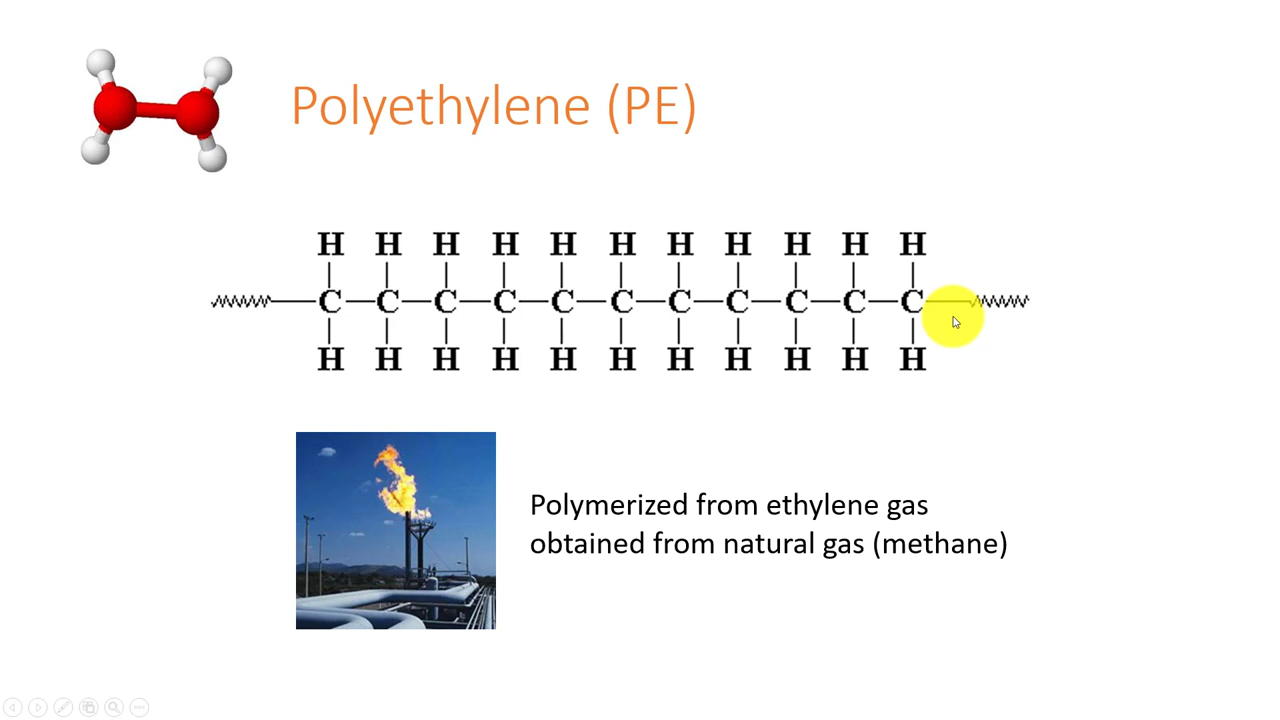 Polyethylene (PE)
H H H H H H H H H H H
C C C C C C C C C C C
H H H H H H H H H H H
Polymerized from ethylene gas
obtained from natural gas (methane)